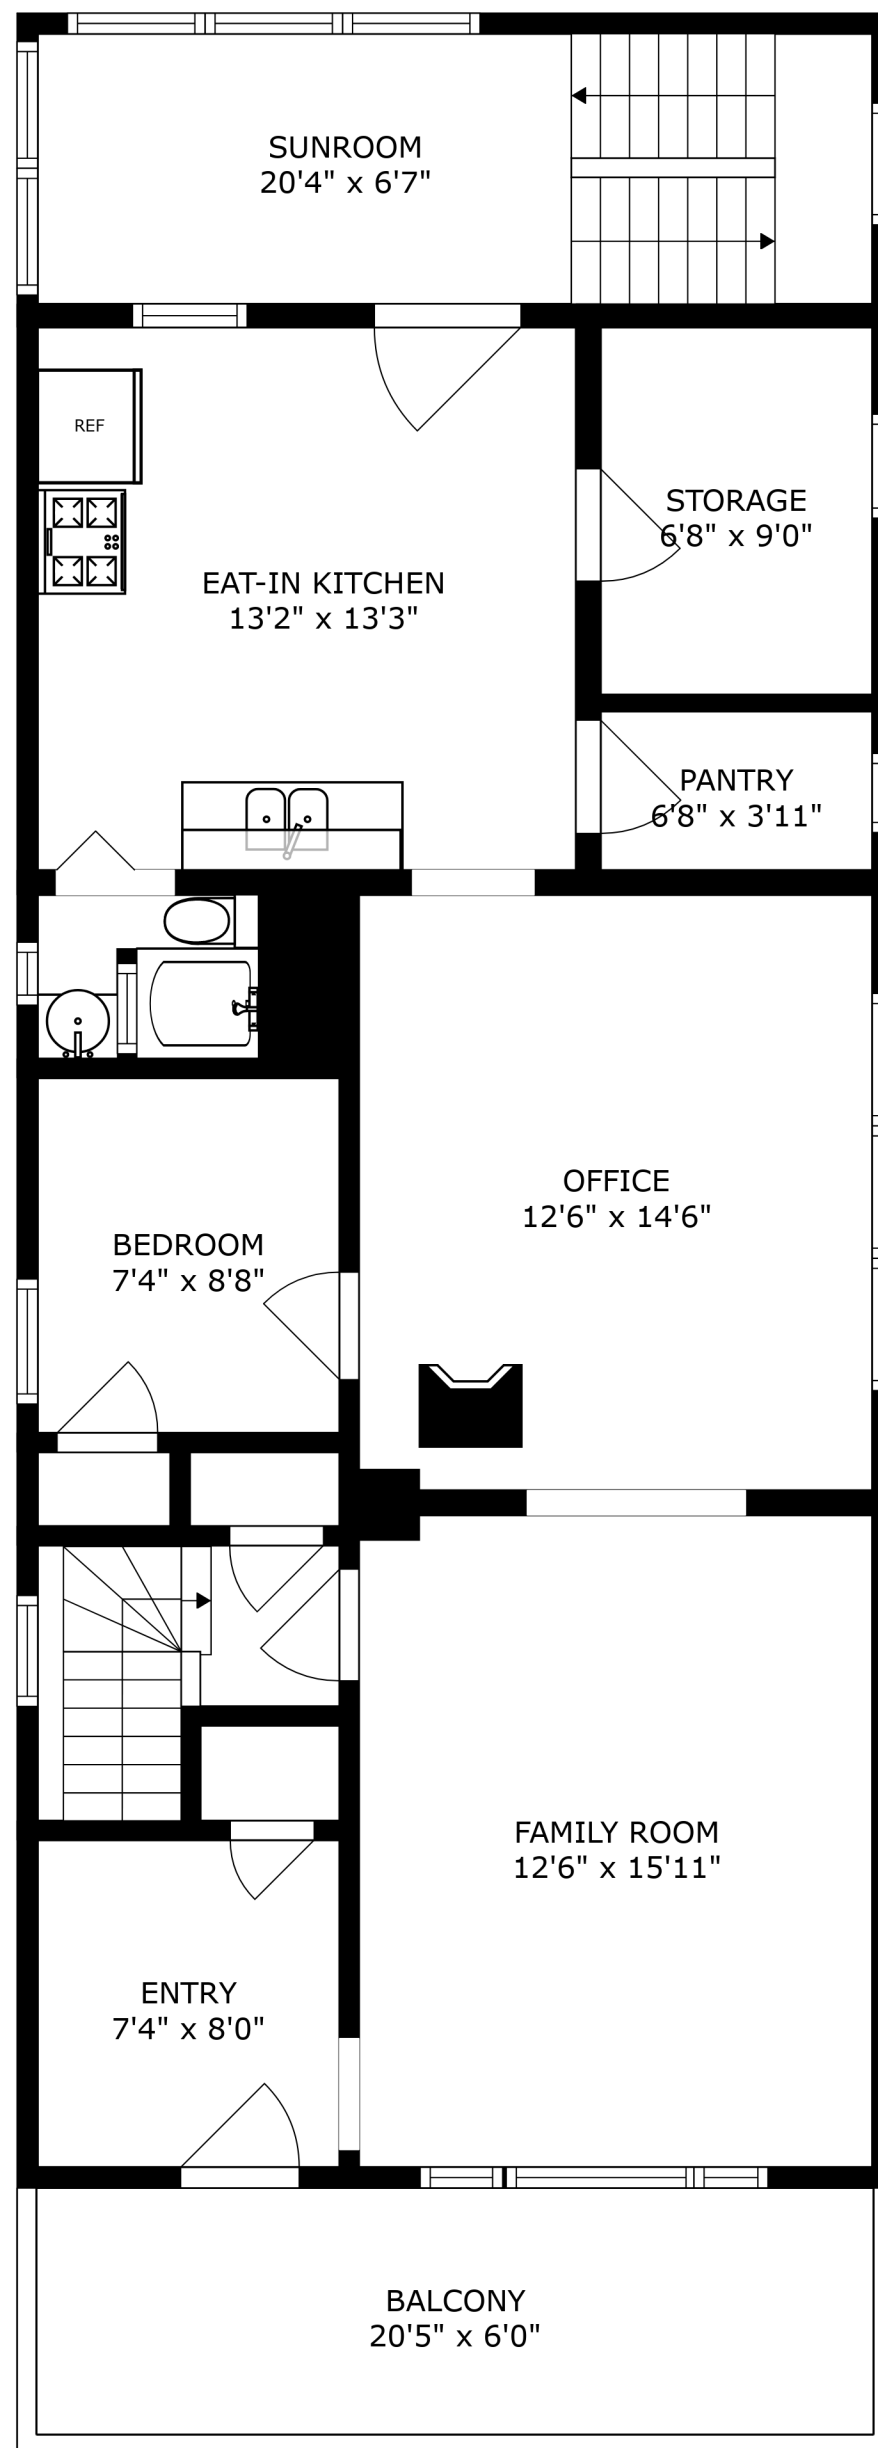 SUNROOM
20'4" x 6'7"
REF
STORAGE
6'8" x 9'0"
EAT-IN KITCHEN
13'2" x 13'3"
PANTRY
6'8" x 3'11"
OFFICE
12'6" x 14'6"
BEDROOM
7'4" x 8'8"
FAMILY ROOM
12'6" x 15'11"
ENTRY
7'4" x 8'0"
BALCONY
20'5" x 6'0"